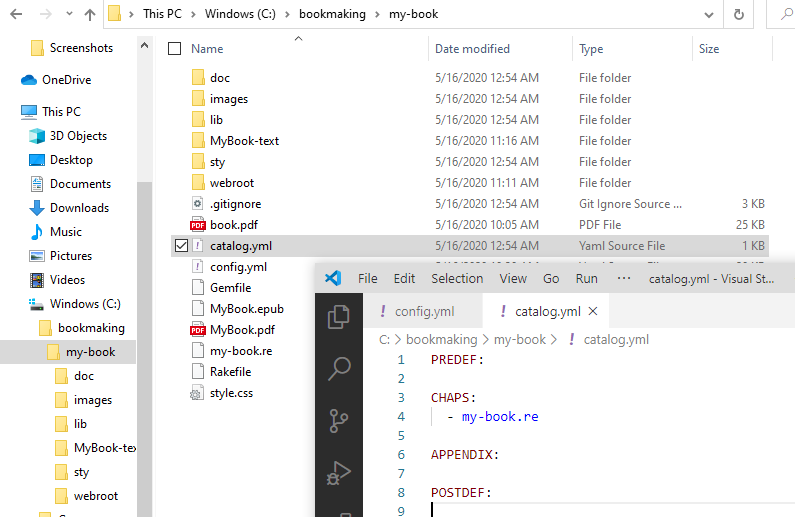 This PC > Windows (C:) > bookmaking > my-book
Screenshots
OneDrive
This PC
3D Objects
Desktop
Documents
Downloads
Music
Pictures
Videos
Windows (C:)
bookmaking
my-book
doc
images
lib
MyBook-tex
sty
webroot
Name Date modified Type Size
doc 5/16/2020 12:54 AM File folder
images 5/16/2020 12:54 AM File folder
lib 5/16/2020 12:54 AM File folder
MyBook-text 5/16/2020 11:16 AM File folder
sty 5/16/2020 12:54 AM File folder
webroot 5/16/2020 11:11 AM File folder
.gitignore 5/16/2020 12:54 AM Git Ignore Source ... 3 KB
PDF book.pdf 5/16/2020 10:05 AM PDF File 25 KB
catalog.yml 5/16/2020 12:54 AM Yaml Source File 1 KB
config.yml
Gemfile
MyBook.epub
PDF MyBook.pdf
my-book.re
Rakefile
style.css
File Edit Selection View Go Run ··· catalog.yml - Visual St...
! config.yml ! catalog.yml
C: > bookmaking > my-book > ! catalog.yml
1 PREDEF:
2
3 CHAPS:
4 - my-book.re
5
6 APPENDIX:
7
8 POSTDEF:
9